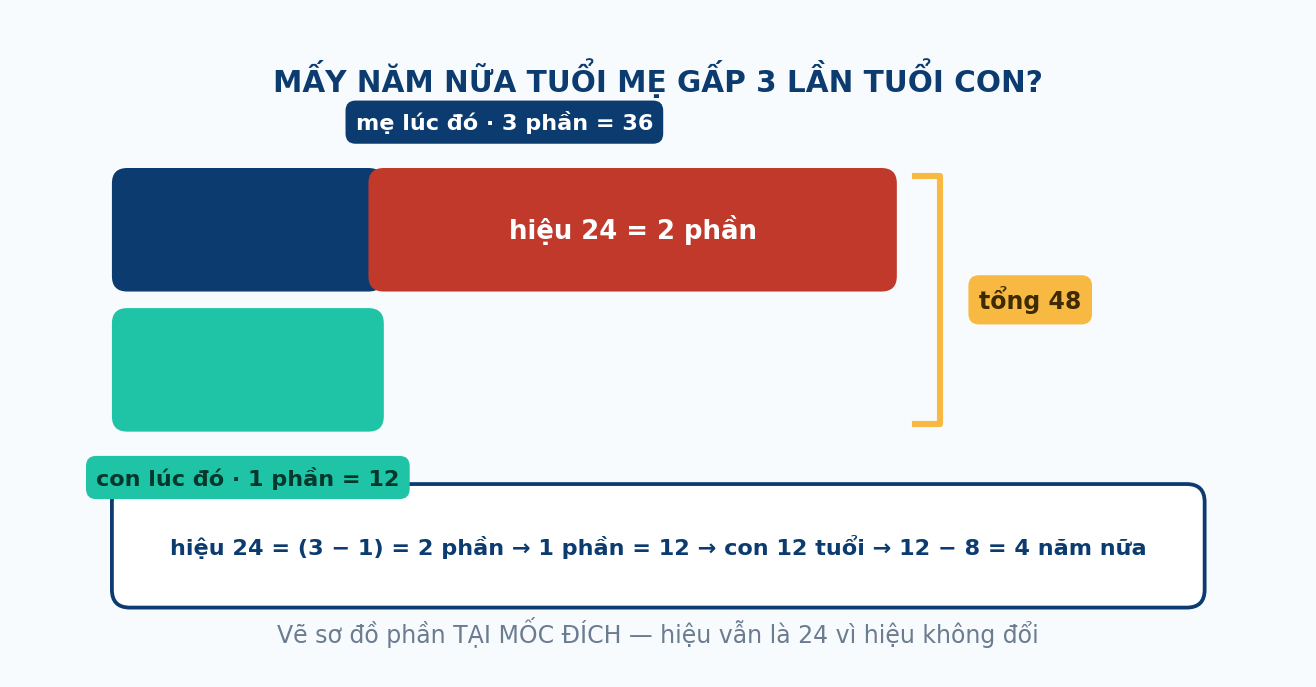 MẤY NĂM NỮA TUỔI MẸ GẤP 3 LẦN TUỔI CON?
mẹ lúc đó · 3 phần = 36
hiệu 24 = 2 phần
tổng 48
con lúc đó · 1 phần = 12
hiệu 24 = (3 − 1) = 2 phần → 1 phần = 12 → con 12 tuổi → 12 − 8 = 4 năm nữa
Vẽ sơ đồ phần TẠI MỐC ĐÍCH — hiệu vẫn là 24 vì hiệu không đổi